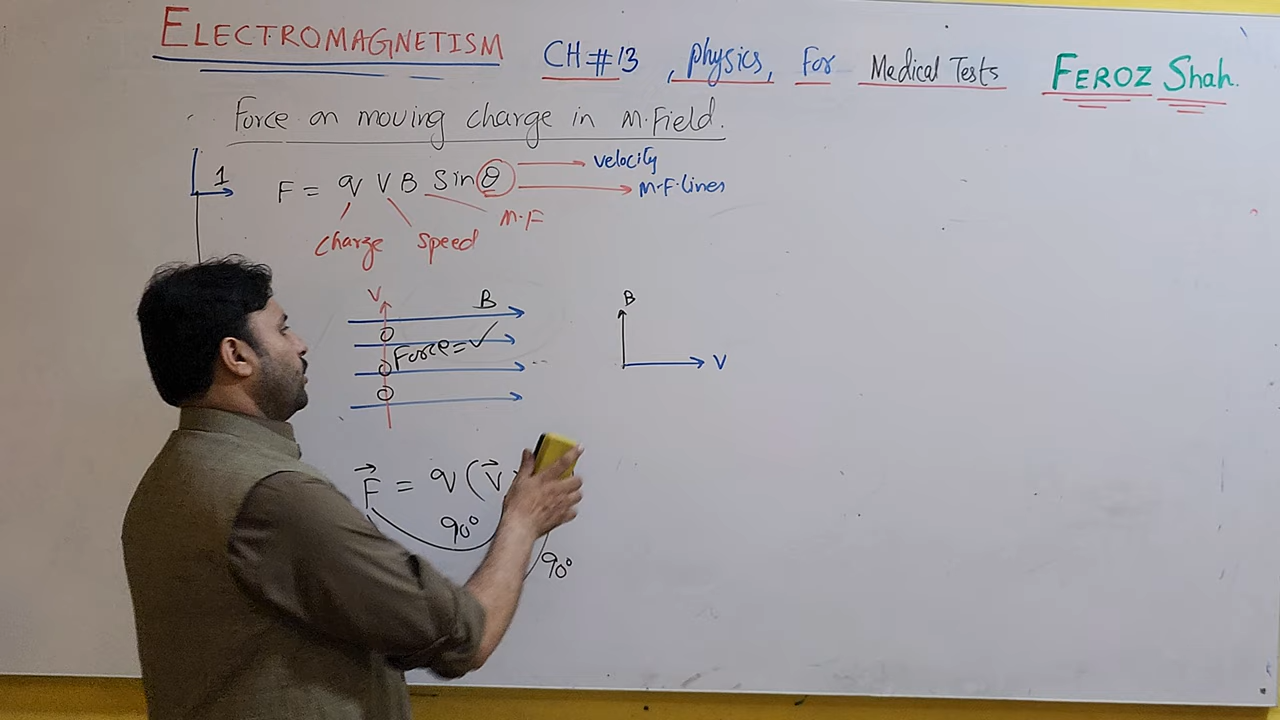 ELECTROMAGNETISM CH#13, physics, For Medical Tests FEROZ Shah.
Force on moving charge in M.Field.
1 F = q V B Sin θ velocity
M.F.lines
charge speed M.F
V B
Force = ✓
B
V
F⃗ = q (V⃗
90°
90°